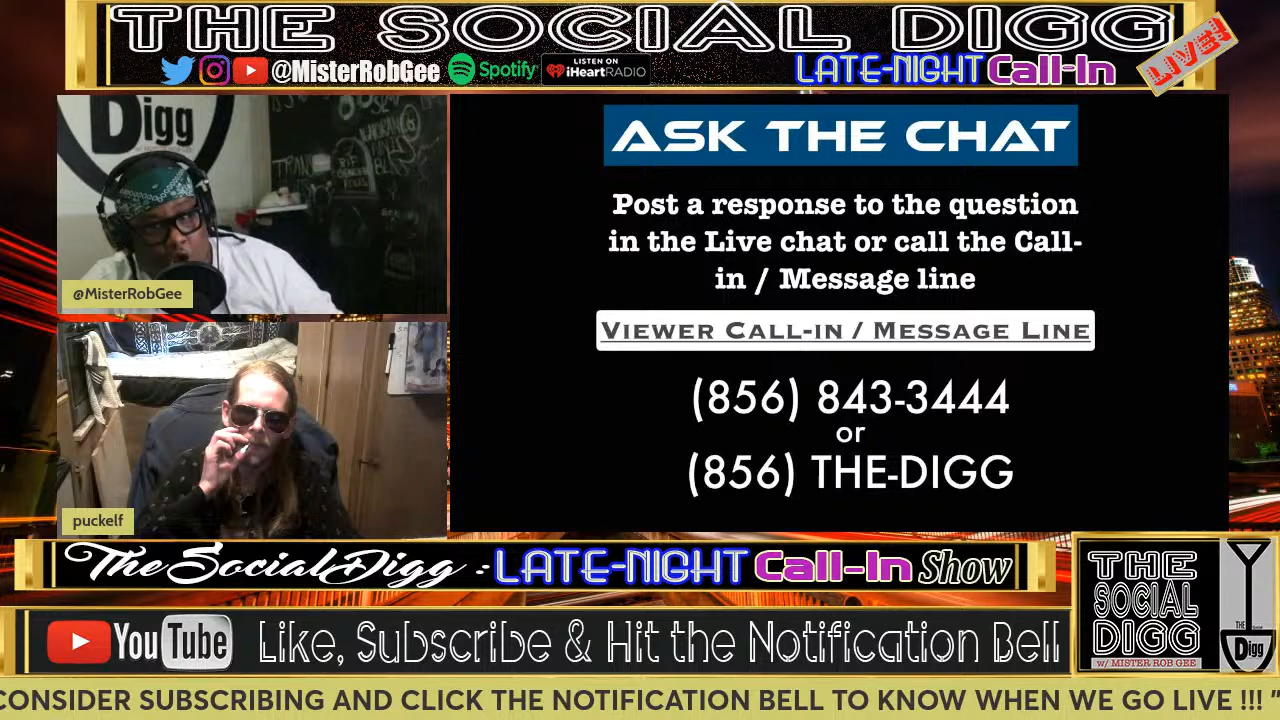 THE SOCIAL DIGG
@MisterRobGee Spotify LISTEN ON iHeartRADIO LATE-NIGHT Call-In LIVE!
Digg
@MisterRobGee
puckelf
ASK THE CHAT
Post a response to the question
in the Live chat or call the Call-
in / Message line
VIEWER CALL-IN / MESSAGE LINE
(856) 843-3444
or
(856) THE-DIGG
The Social Digg : LATE-NIGHT Call-In Show
THE
SOCIAL
DIGG
w/ MISTER ROB GEE
THE
Digg
YouTube Like, Subscribe & Hit the Notification Bell
CONSIDER SUBSCRIBING AND CLICK THE NOTIFICATION BELL TO KNOW WHEN WE GO LIVE !!! "